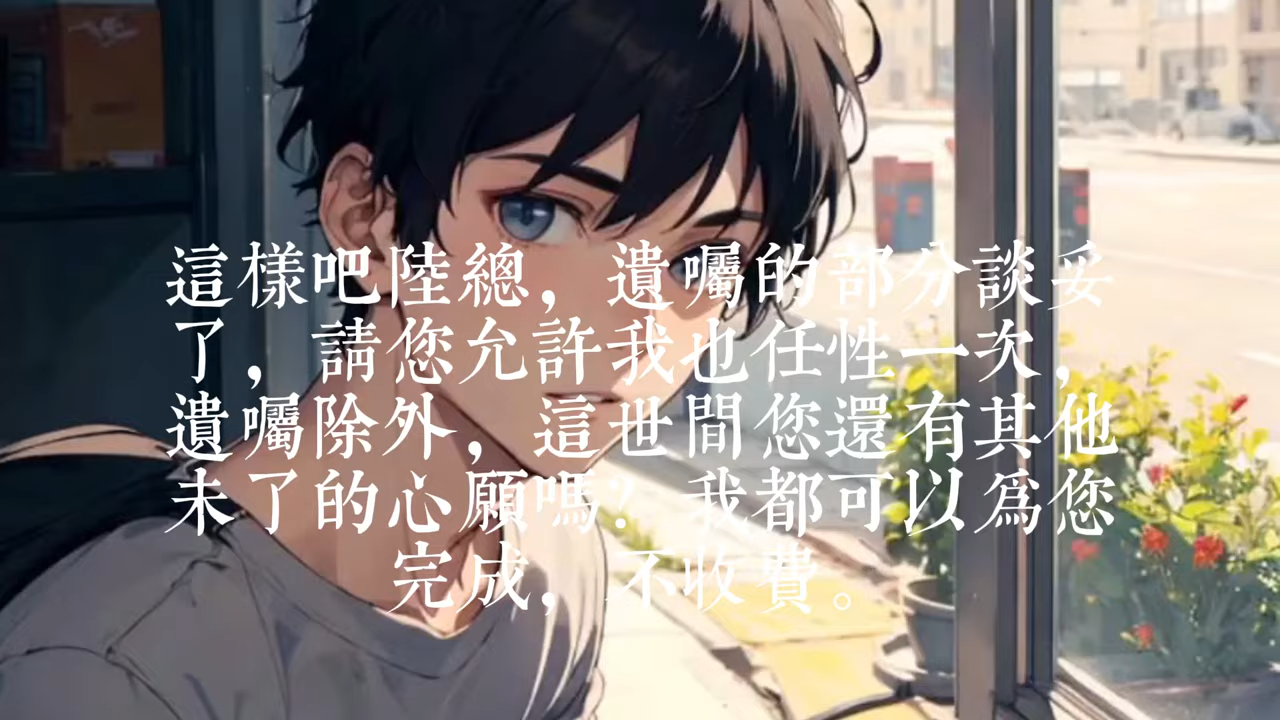 這樣吧陸總，遺囑的部分談妥
了，請您允許我也任性一次，
遺囑除外，這世間您還有其他
未了的心願嗎？我都可以爲您
完成，不收費。